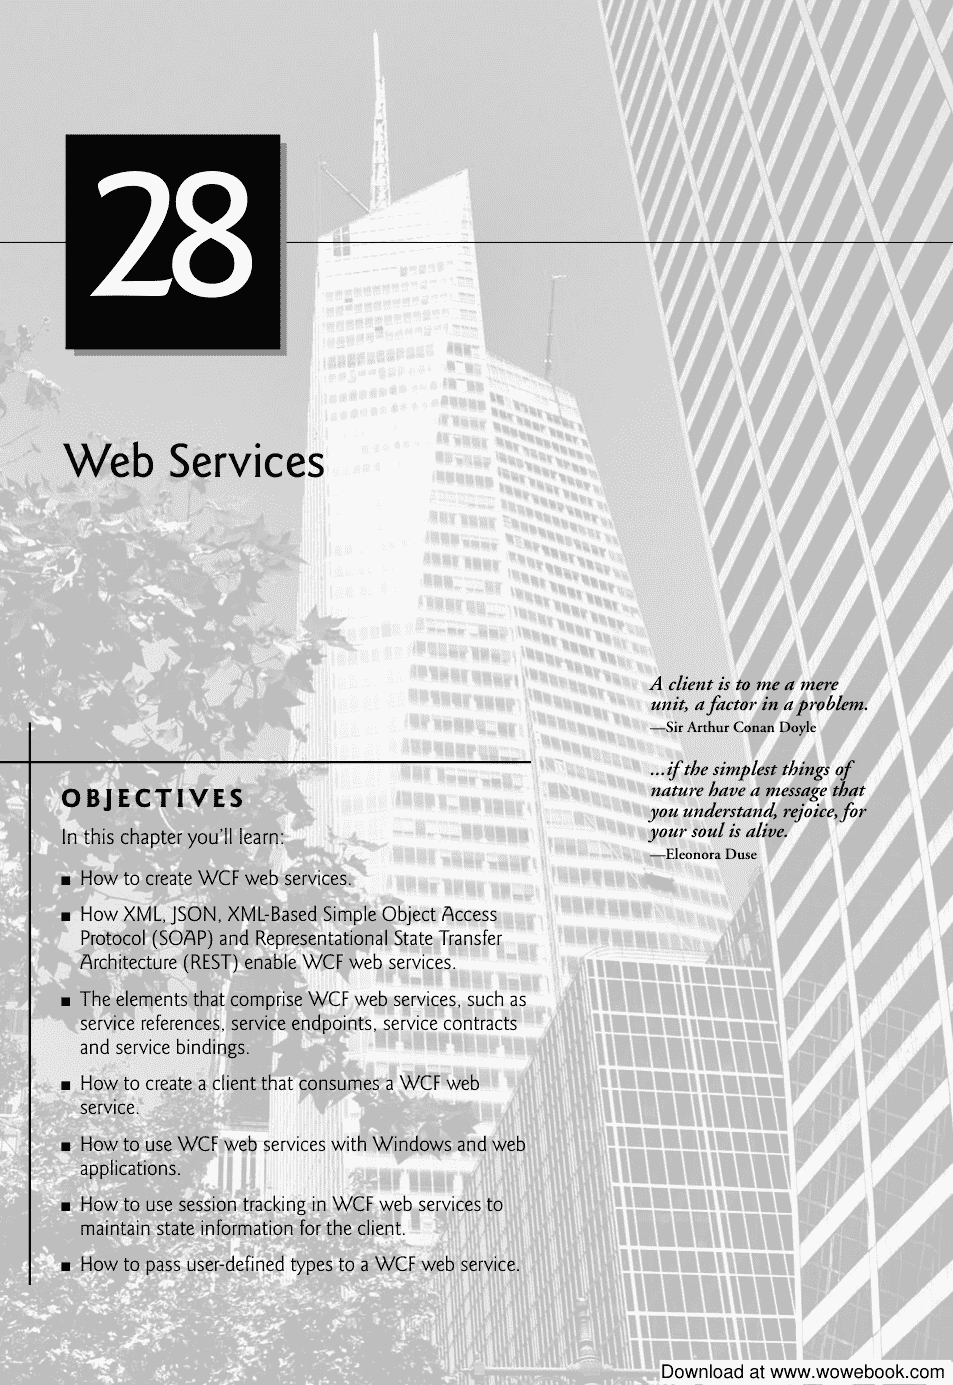 28
Web Services
A client is to me a mere
unit, a factor in a problem.
—Sir Arthur Conan Doyle
...if the simplest things of
nature have a message that
you understand, rejoice, for
your soul is alive.
—Eleonora Duse
OBJECTIVES
In this chapter you’ll learn:
■ How to create WCF web services.
■ How XML, JSON, XML-Based Simple Object Access
Protocol (SOAP) and Representational State Transfer
Architecture (REST) enable WCF web services.
■ The elements that comprise WCF web services, such as
service references, service endpoints, service contracts
and service bindings.
■ How to create a client that consumes a WCF web
service.
■ How to use WCF web services with Windows and web
applications.
■ How to use session tracking in WCF web services to
maintain state information for the client.
■ How to pass user-defined types to a WCF web service.
Download at www.wowebook.com